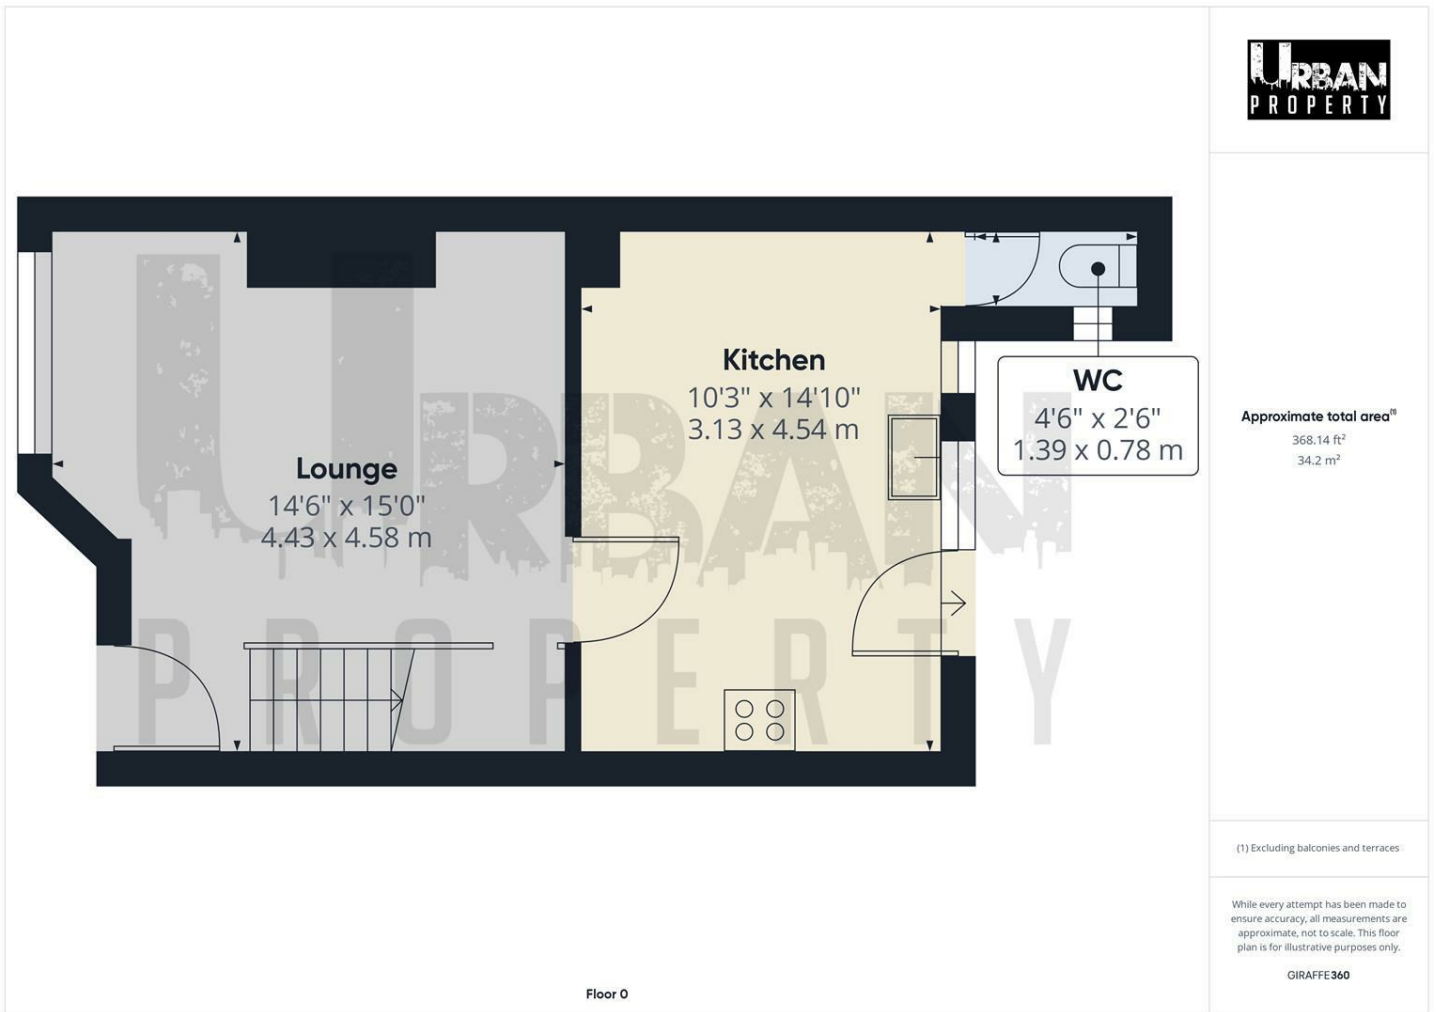 URBAN
PROPERTY
Lounge
14'6" x 15'0"
4.43 x 4.58 m
Kitchen
10'3" x 14'10"
3.13 x 4.54 m
WC
4'6" x 2'6"
1.39 x 0.78 m
URBAN
PROPERTY
Floor 0
Approximate total area(1)
368.14 ft²
34.2 m²
(1) Excluding balconies and terraces
While every attempt has been made to
ensure accuracy, all measurements are
approximate, not to scale. This floor
plan is for illustrative purposes only.
GIRAFFE360